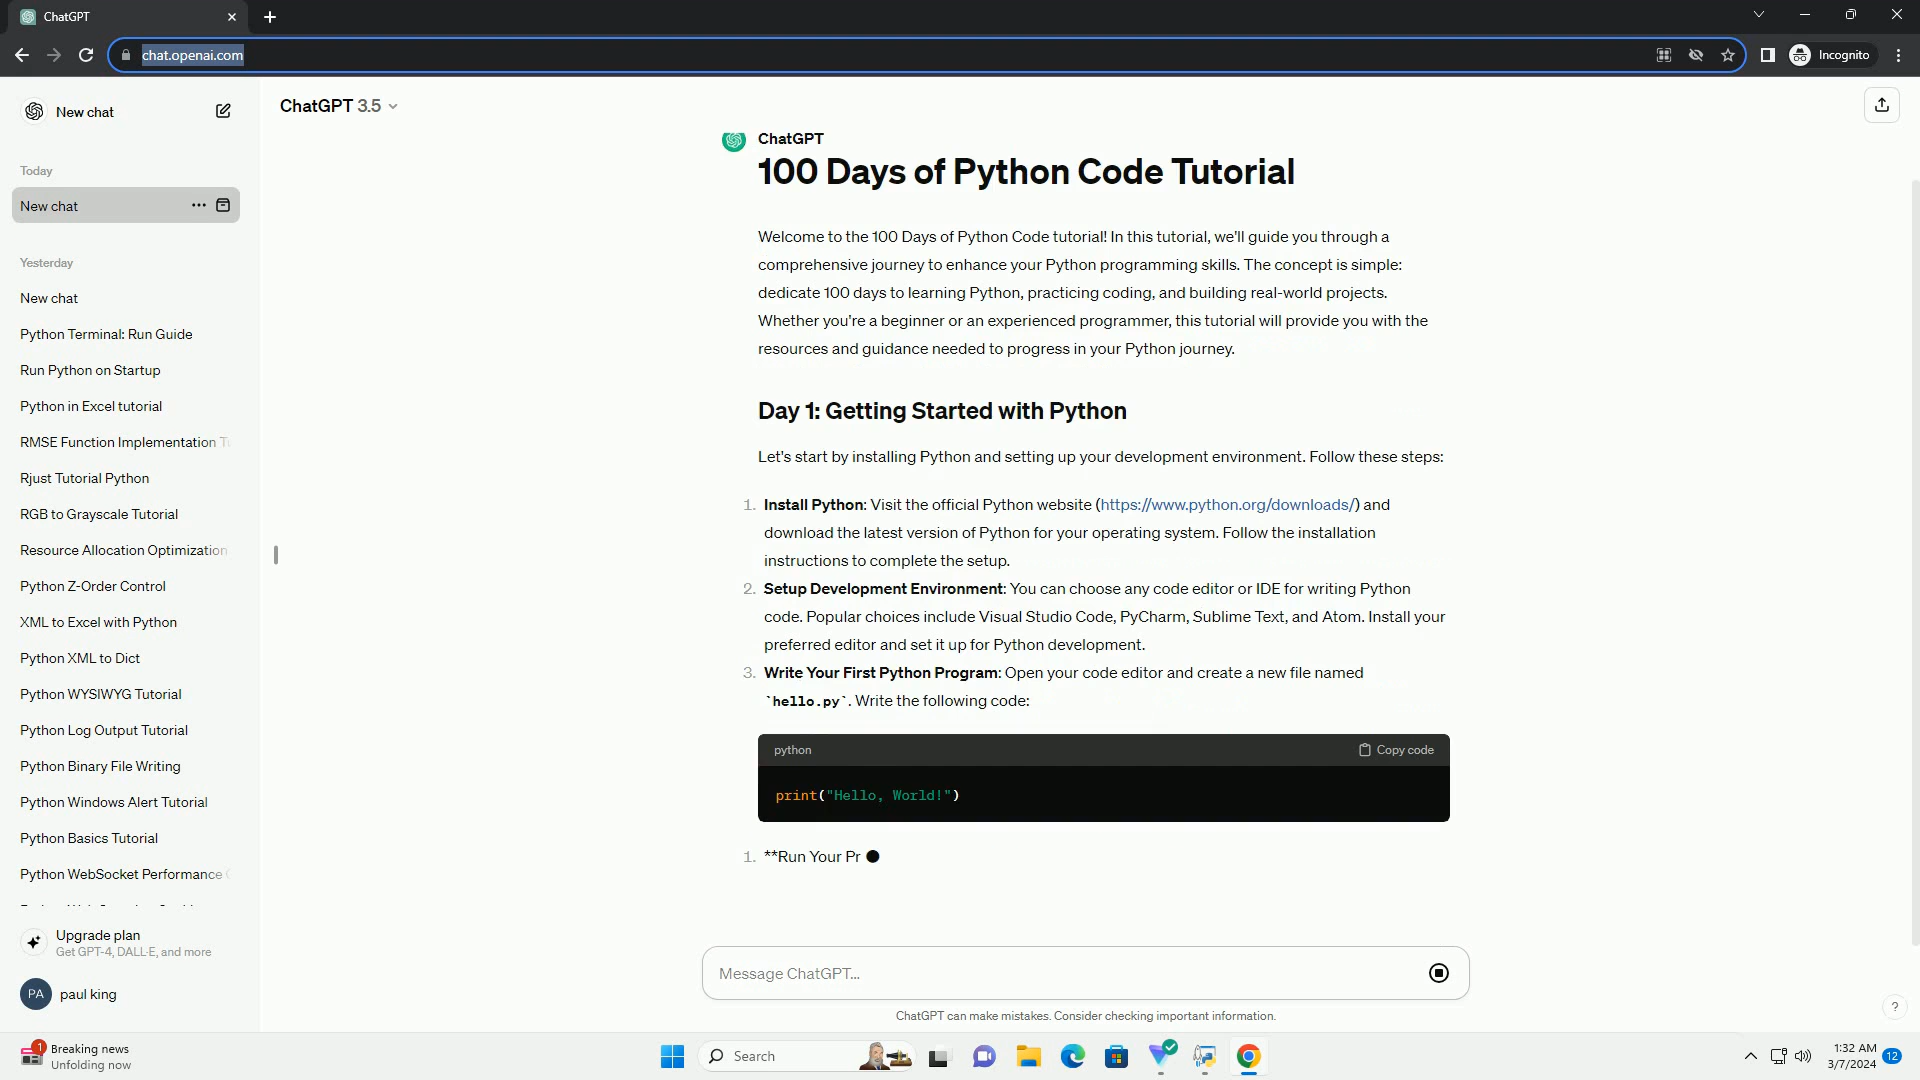 ChatGPT
chat.openai.com
Incognito
New chat
Today
New chat
Yesterday
New chat
Python Terminal: Run Guide
Run Python on Startup
Python in Excel tutorial
RMSE Function Implementation
Rjust Tutorial Python
RGB to Grayscale Tutorial
Resource Allocation Optimization
Python Z-Order Control
XML to Excel with Python
Python XML to Dict
Python WYSIWYG Tutorial
Python Log Output Tutorial
Python Binary File Writing
Python Windows Alert Tutorial
Python Basics Tutorial
Python WebSocket Performance
Upgrade plan
Get GPT-4, DALL·E, and more
PA paul king
ChatGPT 3.5
ChatGPT
100 Days of Python Code Tutorial
Welcome to the 100 Days of Python Code tutorial! In this tutorial, we'll guide you through a
comprehensive journey to enhance your Python programming skills. The concept is simple:
dedicate 100 days to learning Python, practicing coding, and building real-world projects.
Whether you're a beginner or an experienced programmer, this tutorial will provide you with the
resources and guidance needed to progress in your Python journey.
Day 1: Getting Started with Python
Let's start by installing Python and setting up your development environment. Follow these steps:
1. Install Python: Visit the official Python website (https://www.python.org/downloads/) and
download the latest version of Python for your operating system. Follow the installation
instructions to complete the setup.
2. Setup Development Environment: You can choose any code editor or IDE for writing Python
code. Popular choices include Visual Studio Code, PyCharm, Sublime Text, and Atom. Install your
preferred editor and set it up for Python development.
3. Write Your First Python Program: Open your code editor and create a new file named
`hello.py`. Write the following code:
python Copy code
print("Hello, World!")
1. **Run Your Pr
Message ChatGPT...
ChatGPT can make mistakes. Consider checking important information.
?
1
Breaking news
Unfolding now
Search
1:32 AM
3/7/2024
12